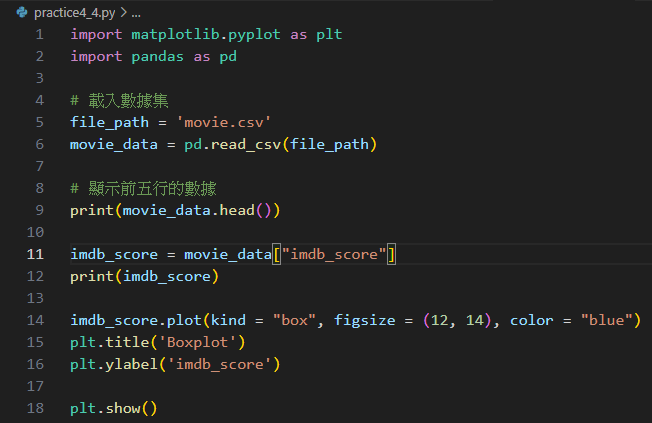 practice4_4.py > ...
1 import matplotlib.pyplot as plt
2 import pandas as pd
3
4 # 載入數據集
5 file_path = 'movie.csv'
6 movie_data = pd.read_csv(file_path)
7
8 # 顯示前五行的數據
9 print(movie_data.head())
10
11 imdb_score = movie_data["imdb_score"]
12 print(imdb_score)
13
14 imdb_score.plot(kind = "box", figsize = (12, 14), color = "blue")
15 plt.title('Boxplot')
16 plt.ylabel('imdb_score')
17
18 plt.show()